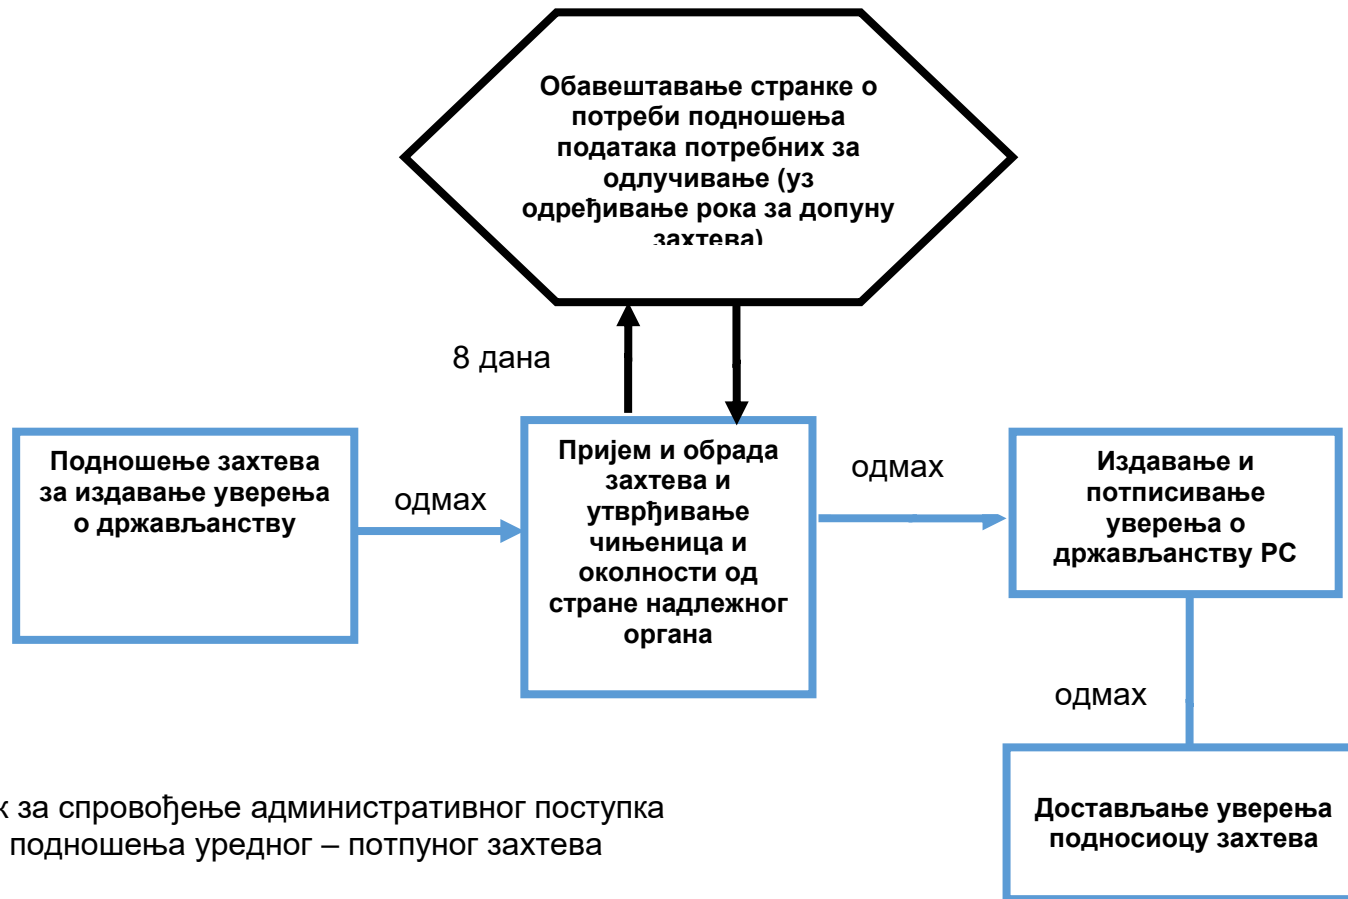 Обавештавање странке о
потреби подношења
података потребних за
одлучивање (уз
одређивање рока за допуну
захтева)
8 дана
Подношење захтева
за издавање уверења
о држављанству
одмах
Пријем и обрада
захтева и
утврђивање
чињеница и
околности од
стране надлежног
органа
одмах
Издавање и
потписивање
уверења о
држављанству РС
одмах
Достављање уверења
подносиоцу захтева
за спровођење административног поступка
подношења уредног – потпуног захтева